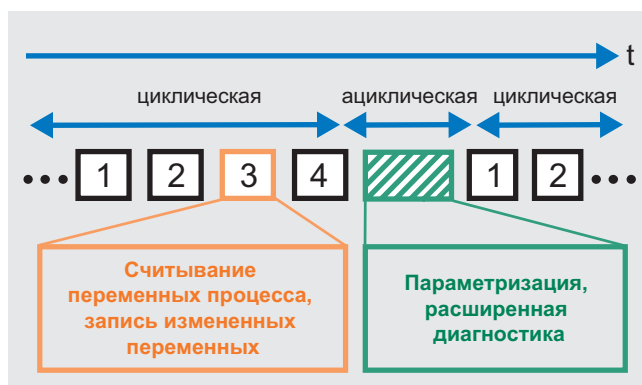 t
циклическая ациклическая циклическая
••• 1 2 3 4 1 2 •••
Считывание
переменных процесса,
запись измененных
переменных
Параметризация,
расширенная
диагностика